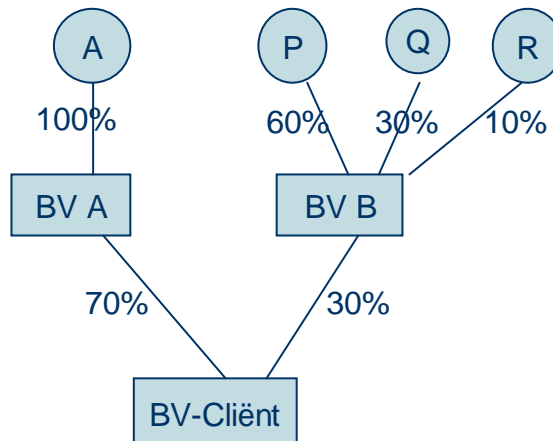 A P Q R
100% 60% 30% 10%
BV A BV B
70% 30%
BV-Cliënt